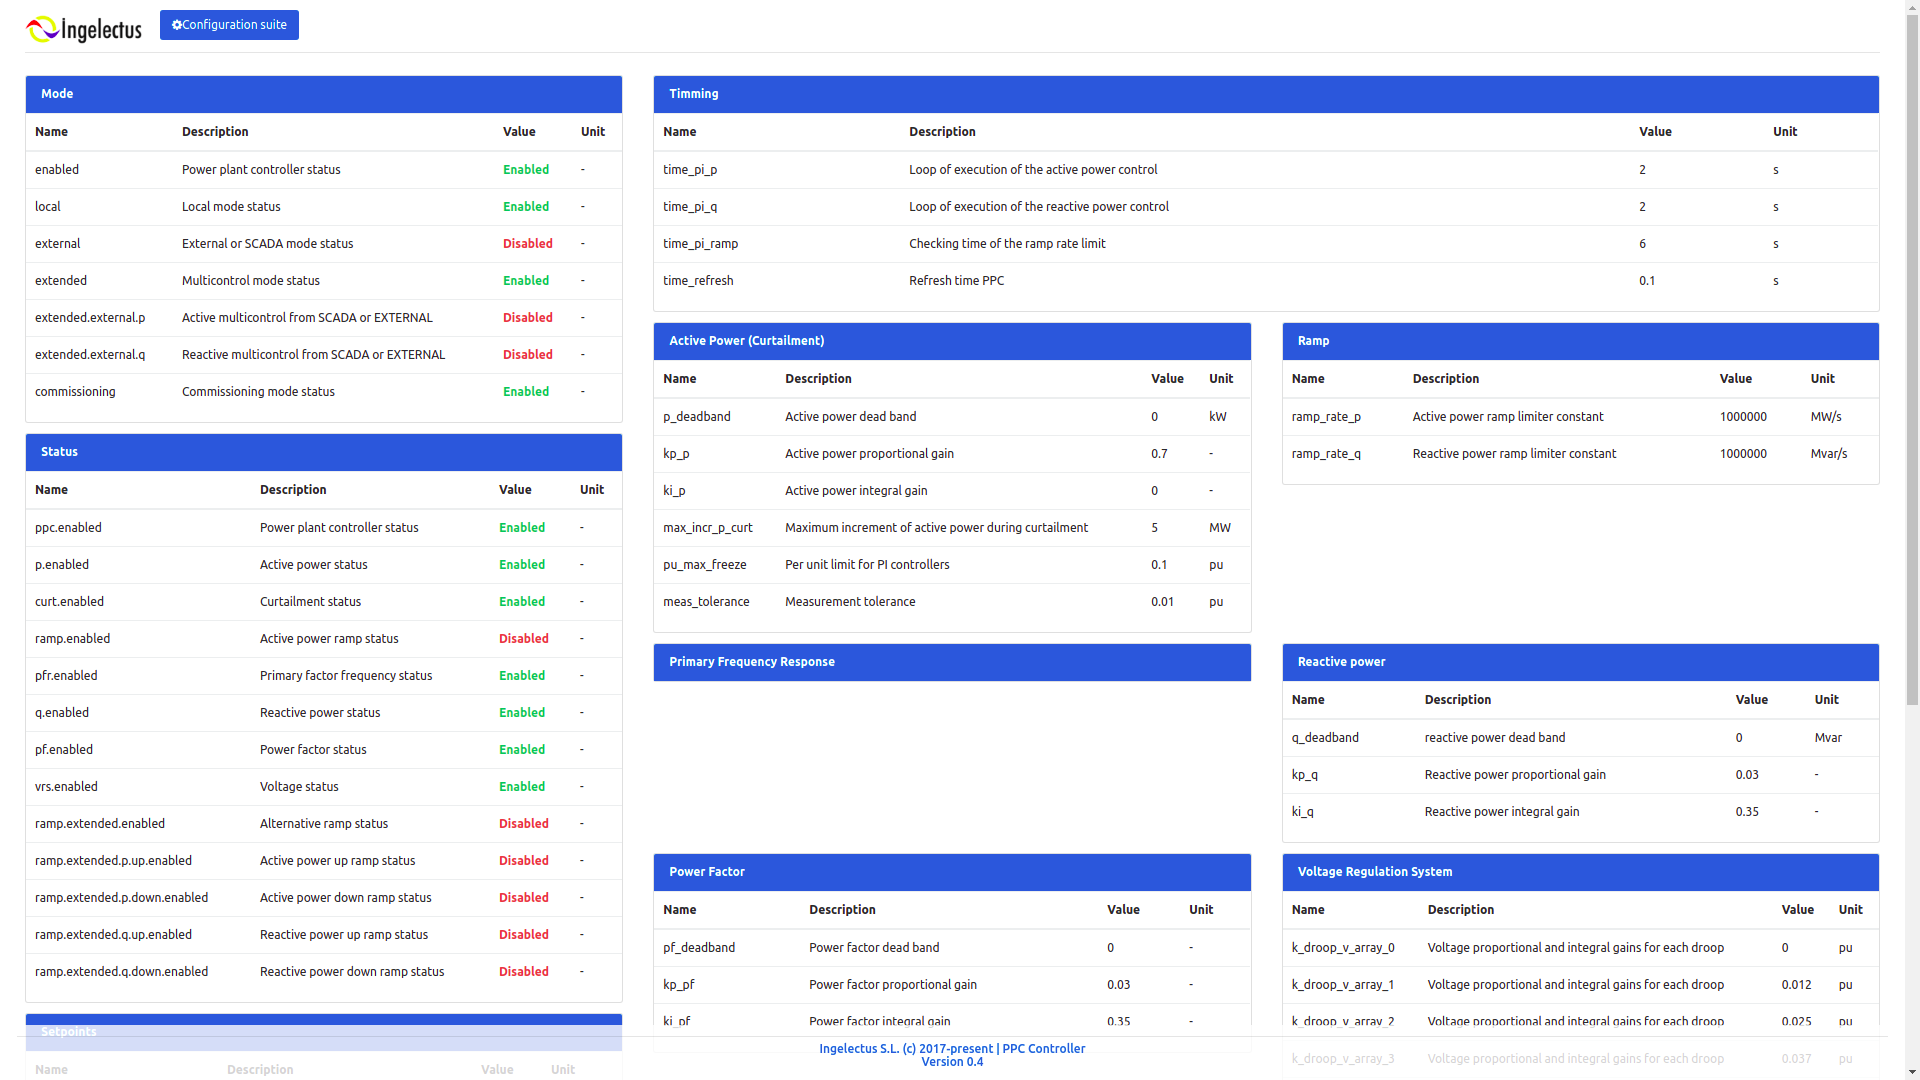 Ingelectus
Configuration suite
Mode
Name Description Value Unit
enabled Power plant controller status Enabled -
local Local mode status Enabled -
external External or SCADA mode status Disabled -
extended Multicontrol mode status Enabled -
extended.external.p Active multicontrol from SCADA or EXTERNAL Disabled -
extended.external.q Reactive multicontrol from SCADA or EXTERNAL Disabled -
commissioning Commissioning mode status Enabled -
Status
Name Description Value Unit
ppc.enabled Power plant controller status Enabled -
p.enabled Active power status Enabled -
curt.enabled Curtailment status Enabled -
ramp.enabled Active power ramp status Disabled -
pfr.enabled Primary factor frequency status Enabled -
q.enabled Reactive power status Enabled -
pf.enabled Power factor status Enabled -
vrs.enabled Voltage status Enabled -
ramp.extended.enabled Alternative ramp status Disabled -
ramp.extended.p.up.enabled Active power up ramp status Disabled -
ramp.extended.p.down.enabled Active power down ramp status Disabled -
ramp.extended.q.up.enabled Reactive power up ramp status Disabled -
ramp.extended.q.down.enabled Reactive power down ramp status Disabled -
Setpoints
Name Description Value Unit
Timming
Name Description Value Unit
time_pi_p Loop of execution of the active power control 2 s
time_pi_q Loop of execution of the reactive power control 2 s
time_pi_ramp Checking time of the ramp rate limit 6 s
time_refresh Refresh time PPC 0.1 s
Active Power (Curtailment)
Name Description Value Unit
p_deadband Active power dead band 0 kW
kp_p Active power proportional gain 0.7 -
ki_p Active power integral gain 0 -
max_incr_p_curt Maximum increment of active power during curtailment 5 MW
pu_max_freeze Per unit limit for PI controllers 0.1 pu
meas_tolerance Measurement tolerance 0.01 pu
Ramp
Name Description Value Unit
ramp_rate_p Active power ramp limiter constant 1000000 MW/s
ramp_rate_q Reactive power ramp limiter constant 1000000 Mvar/s
Primary Frequency Response
Reactive power
Name Description Value Unit
q_deadband reactive power dead band 0 Mvar
kp_q Reactive power proportional gain 0.03 -
ki_q Reactive power integral gain 0.35 -
Power Factor
Name Description Value Unit
pf_deadband Power factor dead band 0 -
kp_pf Power factor proportional gain 0.03 -
ki_pf Power factor integral gain 0.35 -
Voltage Regulation System
Name Description Value Unit
k_droop_v_array_0 Voltage proportional and integral gains for each droop 0 pu
k_droop_v_array_1 Voltage proportional and integral gains for each droop 0.012 pu
k_droop_v_array_2 Voltage proportional and integral gains for each droop 0.025 pu
k_droop_v_array_3 Voltage proportional and integral gains for each droop 0.037 pu
Ingelectus S.L. (c) 2017-present | PPC Controller
Version 0.4